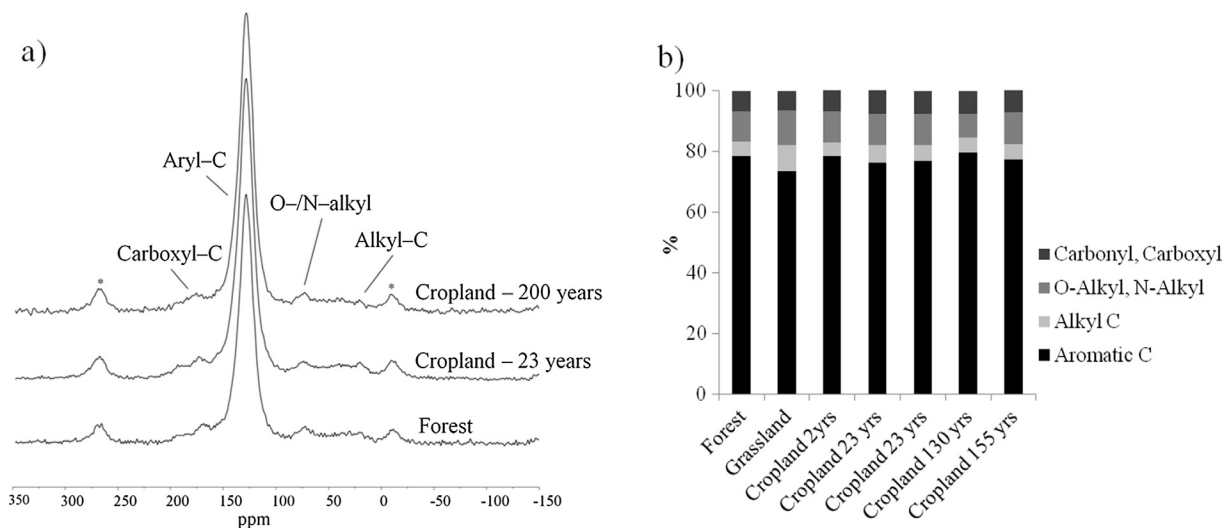 a)
Aryl–C
O–/N–alkyl
Carboxyl–C
Alkyl–C
*
*
Cropland – 200 years
Cropland – 23 years
Forest
350 300 250 200 150 100 50 0 -50 -100 -150
ppm
b)
100
80
60
40
20
0
%
Forest
Grassland
Cropland 2yrs
Cropland 23 yrs
Cropland 23 yrs
Cropland 130 yrs
Cropland 155 yrs
Carbonyl, Carboxyl
O-Alkyl, N-Alkyl
Alkyl C
Aromatic C